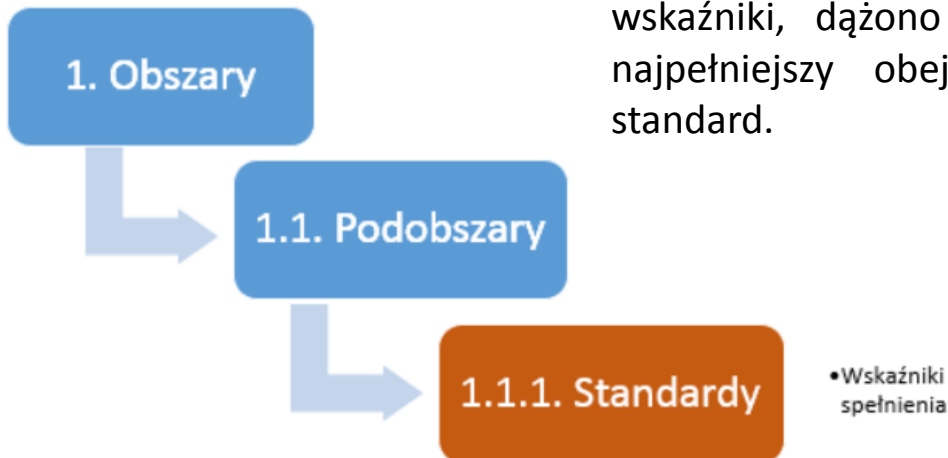 wskaźniki, dążono
najpełniejszy obej
standard.
1. Obszary
1.1. Podobszary
1.1.1. Standardy
•Wskaźniki
spełnienia